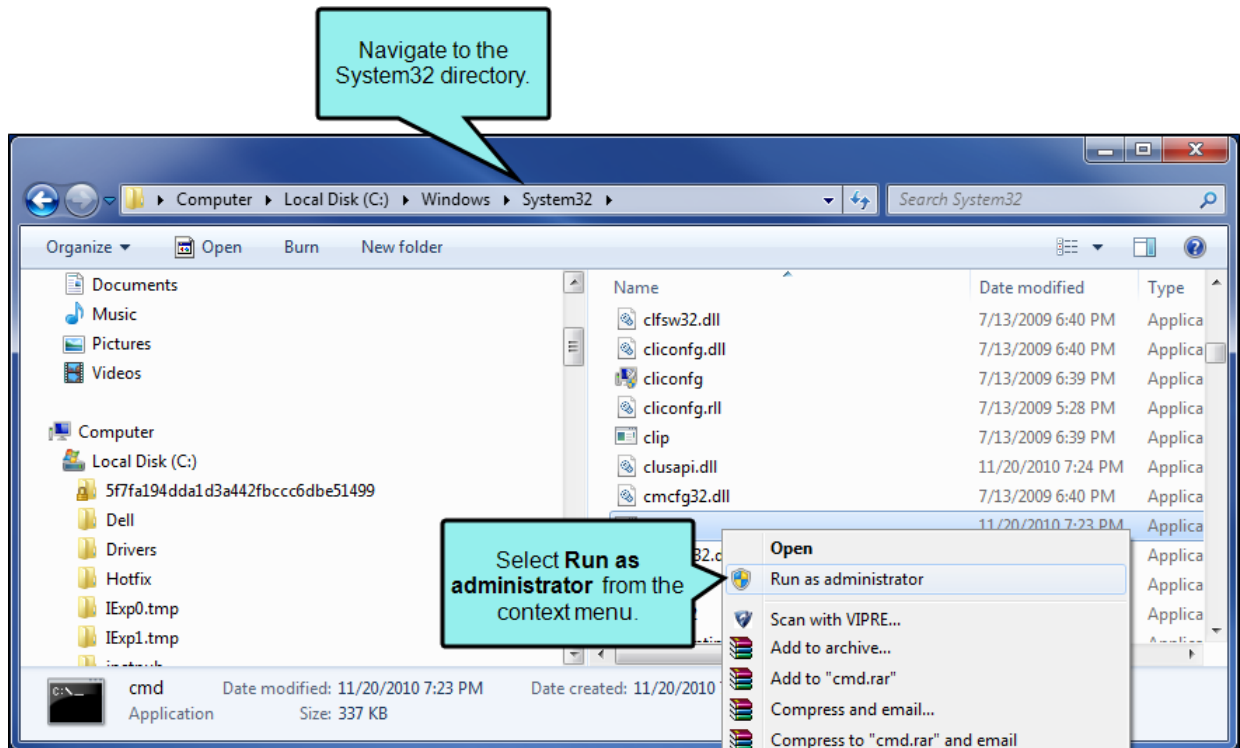 Navigate to the
System32 directory.
Computer Local Disk (C:) Windows System32
Search System32
Organize Open Burn New folder
Documents
Music
Pictures
Videos
Computer
Local Disk (C:)
5f7fa194dda1d3a442fbccc6dbe51499
Dell
Drivers
Hotfix
IExp0.tmp
IExp1.tmp
Name Date modified Type
clfsw32.dll 7/13/2009 6:40 PM Applica
cliconfg.dll 7/13/2009 6:40 PM Applica
cliconfg 7/13/2009 6:39 PM Applica
cliconfg.rll 7/13/2009 5:28 PM Applica
clip 7/13/2009 6:39 PM Applica
clusapi.dll 11/20/2010 7:24 PM Applica
cmcfg32.dll 7/13/2009 6:40 PM Applica
11/20/2010 7:23 PM Applica
32.d Applica
Applica
Applica
Select Run as
administrator from the
context menu.
Open
Run as administrator
Scan with VIPRE...
Add to archive...
Add to "cmd.rar"
Compress and email...
Compress to "cmd.rar" and email
C:\_
cmd Date modified: 11/20/2010 7:23 PM Date created: 11/20/2010
Application Size: 337 KB